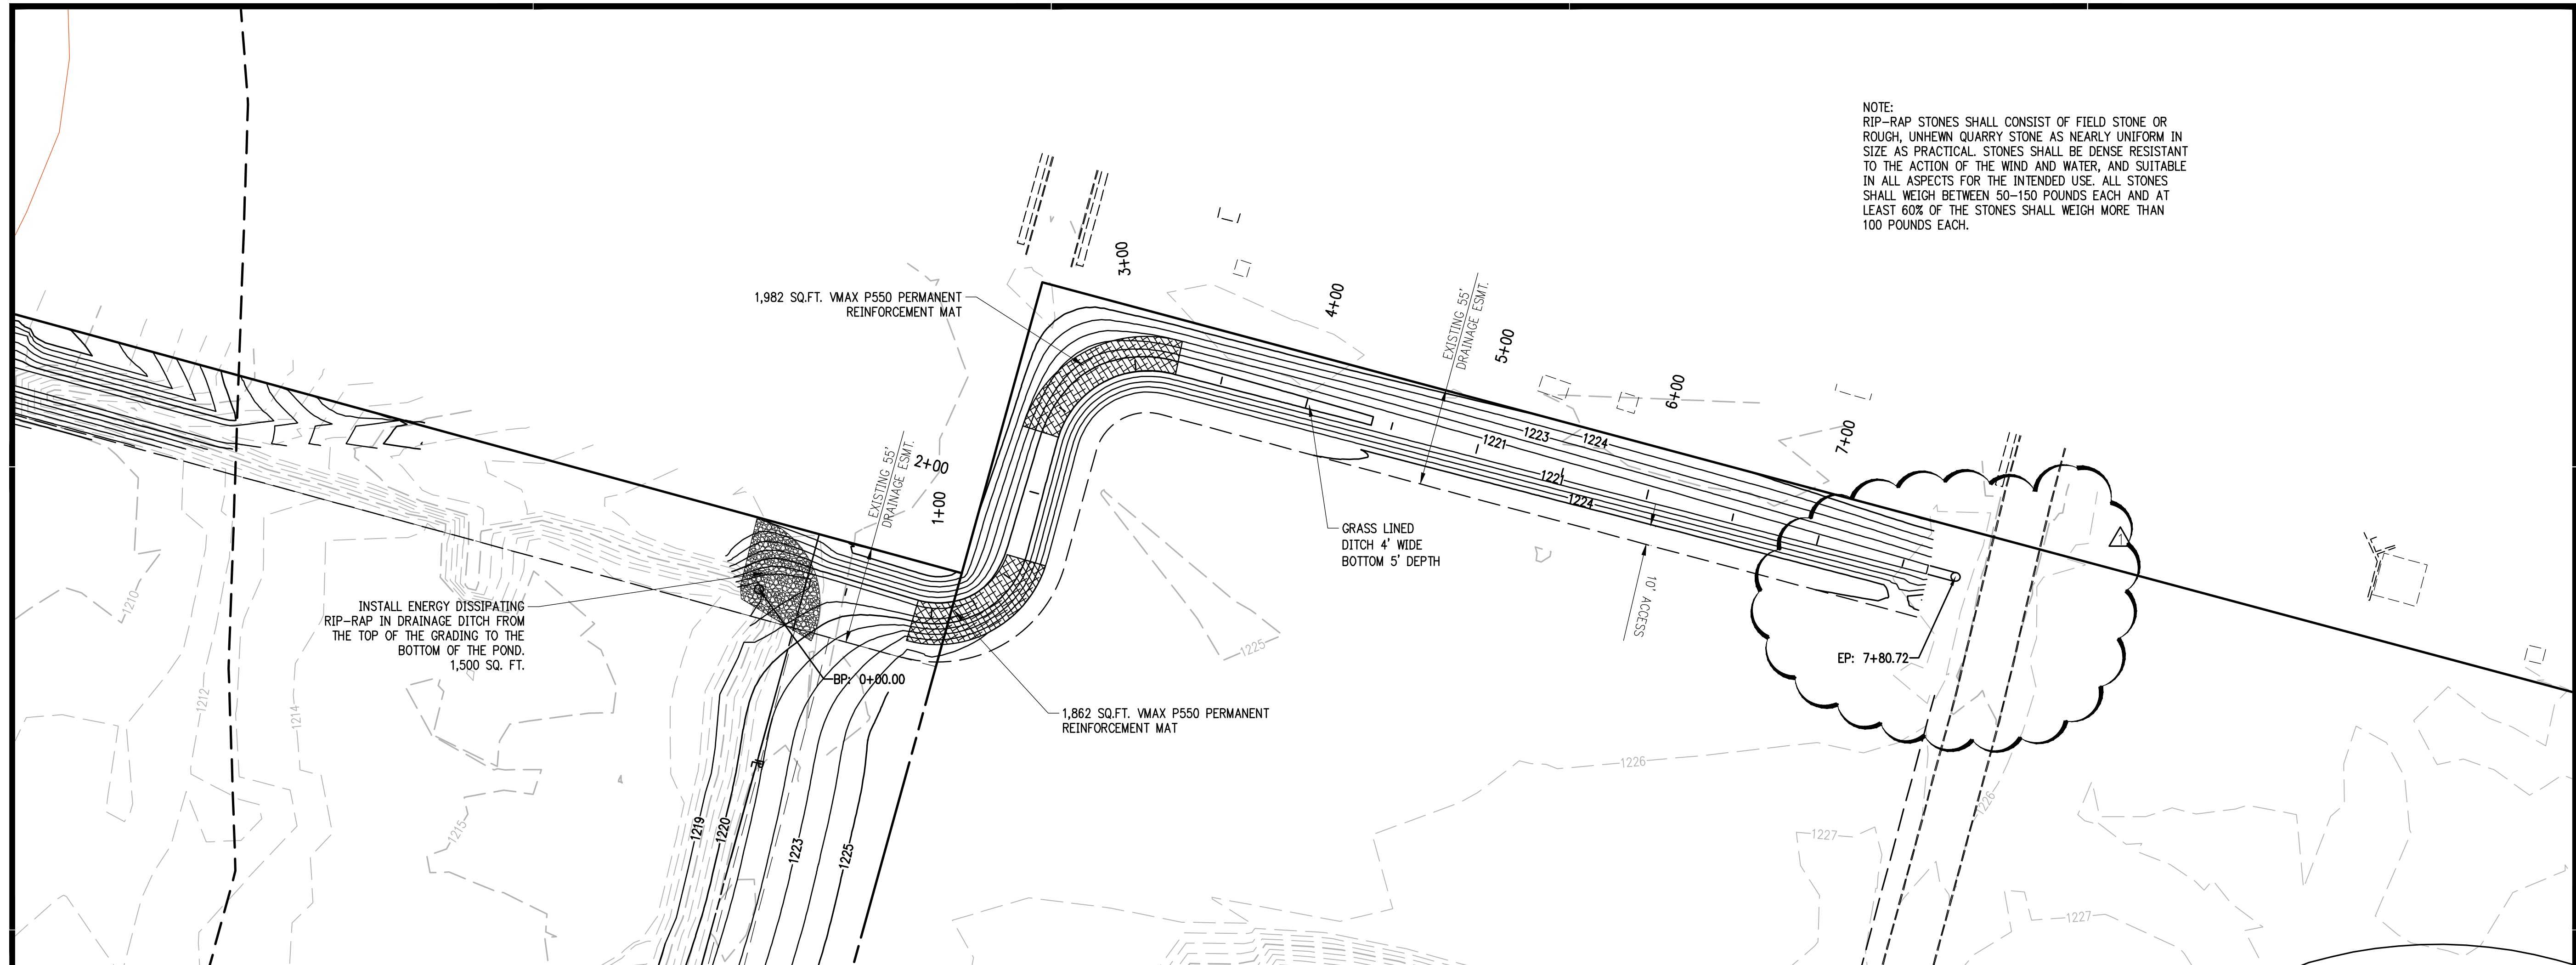 NOTE:
RIP-RAP STONES SHALL CONSIST OF FIELD STONE OR
ROUGH, UNHEWN QUARRY STONE AS NEARLY UNIFORM IN
SIZE AS PRACTICAL. STONES SHALL BE DENSE RESISTANT
TO THE ACTION OF THE WIND AND WATER, AND SUITABLE
IN ALL ASPECTS FOR THE INTENDED USE. ALL STONES
SHALL WEIGH BETWEEN 50-150 POUNDS EACH AND AT
LEAST 60% OF THE STONES SHALL WEIGH MORE THAN
100 POUNDS EACH.
1,982 SQ.FT. VMAX P550 PERMANENT
REINFORCEMENT MAT
3+00
4+00
EXISTING 55'
DRAINAGE ESMT.
5+00
6+00
7+00
1223
1224
1221
1221
1224
EXISTING 55'
DRAINAGE ESMT.
2+00
1+00
GRASS LINED
DITCH 4' WIDE
BOTTOM 5' DEPTH
10' ACCESS
1
EP: 7+80.72
INSTALL ENERGY DISSIPATING
RIP-RAP IN DRAINAGE DITCH FROM
THE TOP OF THE GRADING TO THE
BOTTOM OF THE POND.
1,500 SQ. FT.
BP: 0+00.00
1,862 SQ.FT. VMAX P550 PERMANENT
REINFORCEMENT MAT
1210
1212
1214
1215
1225
1226
1226
1227
1227
1219
1220
1223
1225